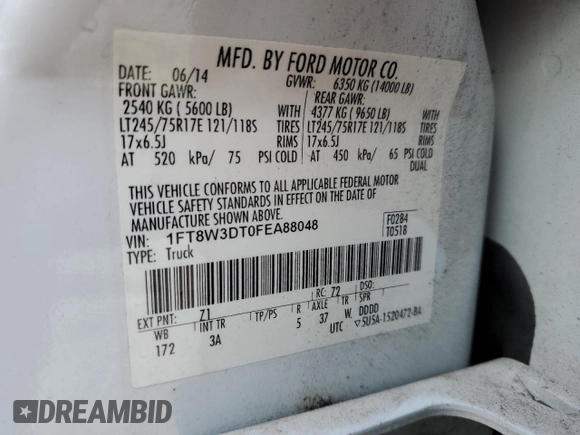 MFD. BY FORD MOTOR CO.
DATE: 06/14 GVWR: 6350 KG (14000 LB)
FRONT GAWR: REAR GAWR:
2540 KG ( 5600 LB) WITH 4377 KG ( 9650 LB) WITH
LT245/75R17E 121/118S TIRES LT245/75R17E 121/118S TIRES
17x6.5J RIMS 17x6.5J RIMS
AT 520 kPa/ 75 PSI COLD AT 450 kPa/ 65 PSI COLD
DUAL
THIS VEHICLE CONFORMS TO ALL APPLICABLE FEDERAL MOTOR
VEHICLE SAFETY STANDARDS IN EFFECT ON THE DATE OF
MANUFACTURE SHOWN ABOVE.
VIN: 1FT8W3DT0FEA88048 F0284
TYPE: Truck T0518
EXT PNT: Z1 RC: 72 DSO:
WB INT TR TP/PS R AXLE TR SPR
172 3A 5 37 W DDDD
UTC ▽5U5A-1520472-BA
DREAMBID.COM